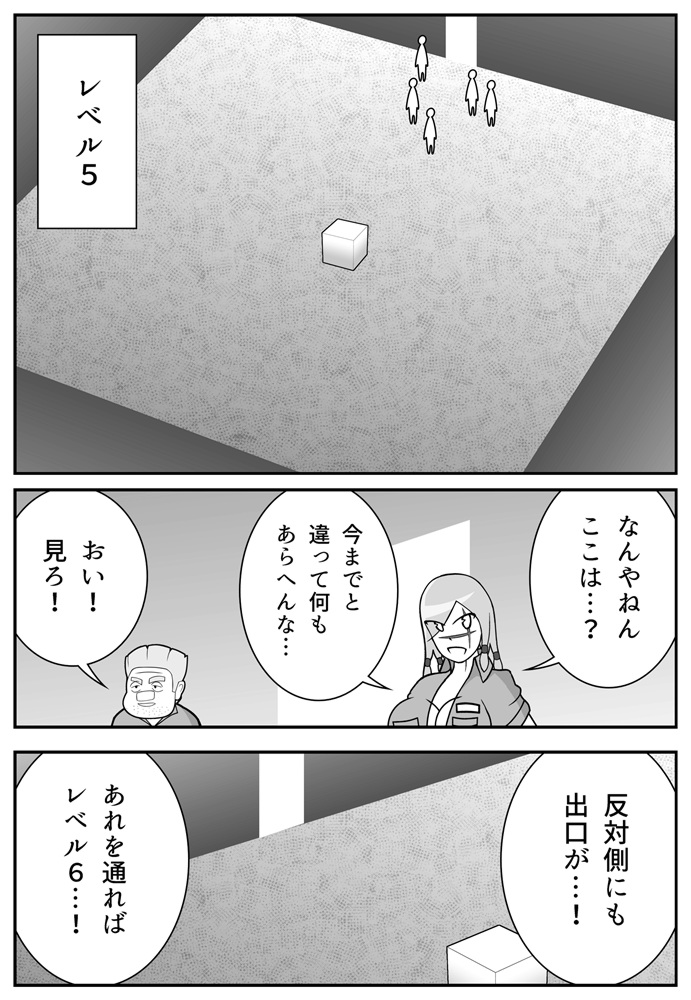 レベル5
なんやねん
ここは…?
今までと
違って何も
あらへんな…
おい!
見ろ!
反対側にも
出口が…!
あれを通れば
レベル6…!